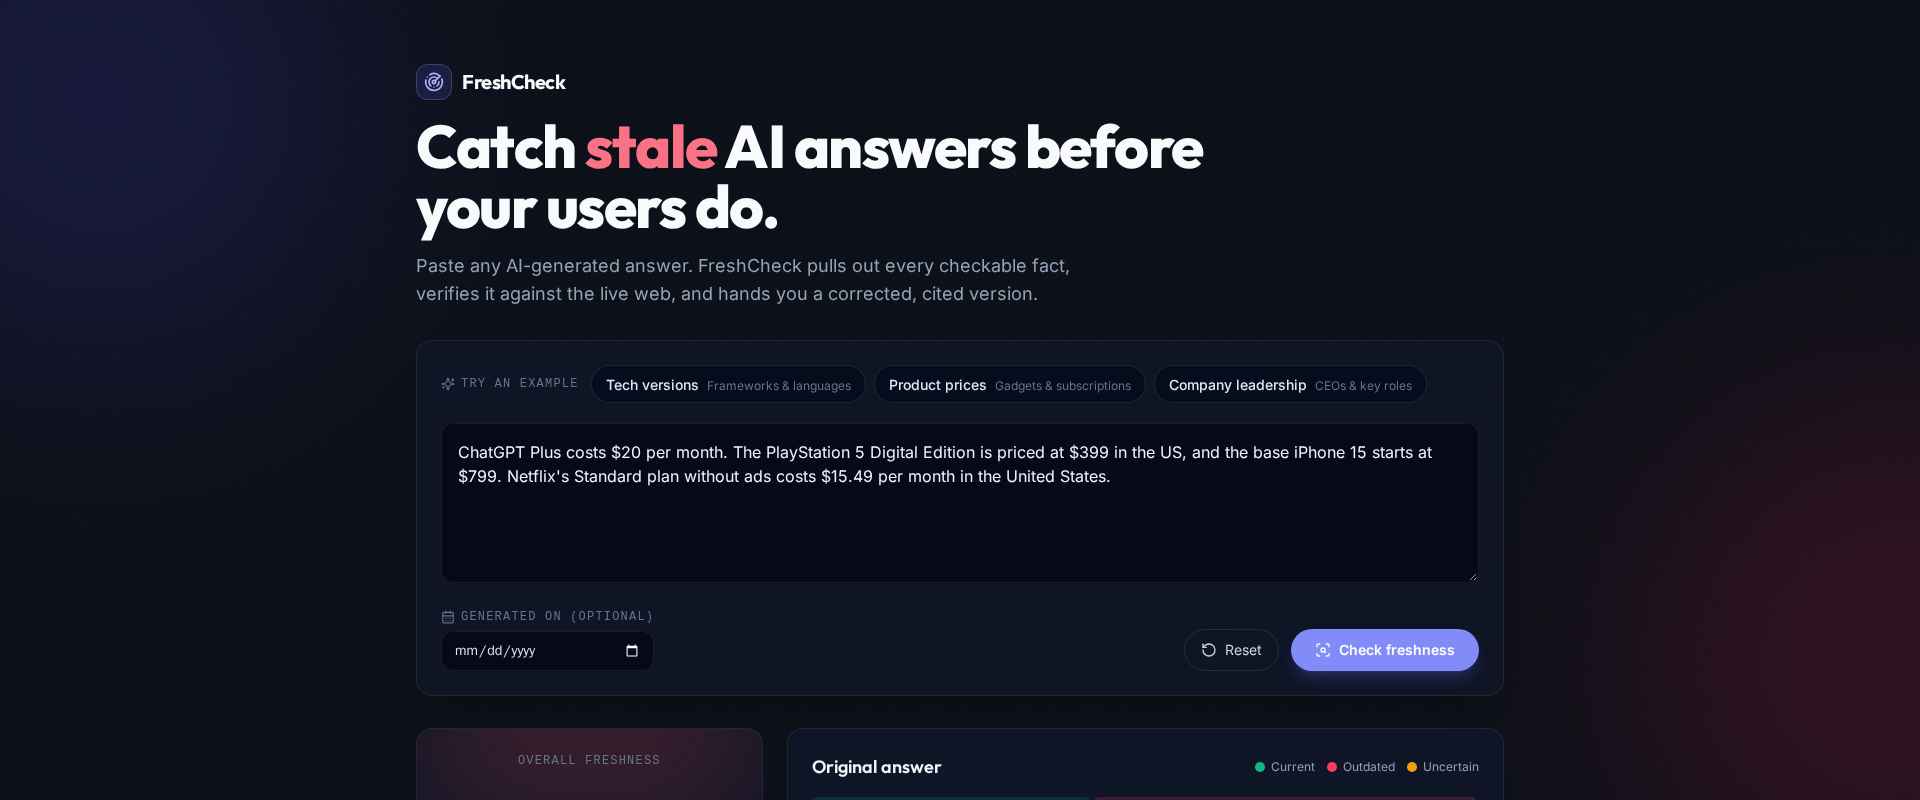 FreshCheck
Catch stale AI answers before
your users do.
Paste any AI-generated answer. FreshCheck pulls out every checkable fact,
verifies it against the live web, and hands you a corrected, cited version.
TRY AN EXAMPLE
Tech versions Frameworks & languages
Product prices Gadgets & subscriptions
Company leadership CEOs & key roles
ChatGPT Plus costs $20 per month. The PlayStation 5 Digital Edition is priced at $399 in the US, and the base iPhone 15 starts at
$799. Netflix's Standard plan without ads costs $15.49 per month in the United States.
GENERATED ON (OPTIONAL)
mm/dd/yyyy
Reset
Check freshness
OVERALL FRESHNESS
Original answer
Current
Outdated
Uncertain